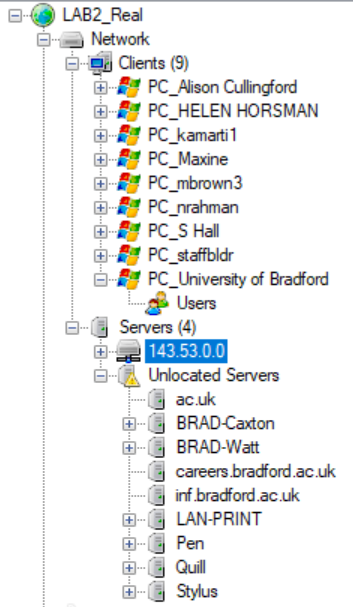 LAB2_Real
Network
Clients (9)
PC_Alison Cullingford
PC_HELEN HORSMAN
PC_kamarti1
PC_Maxine
PC_mbrown3
PC_nrahman
PC_S Hall
PC_staffbldr
PC_University of Bradford
Users
Servers (4)
143.53.0.0
Unlocated Servers
ac.uk
BRAD-Caxton
BRAD-Watt
careers.bradford.ac.uk
inf.bradford.ac.uk
LAN-PRINT
Pen
Quill
Stylus